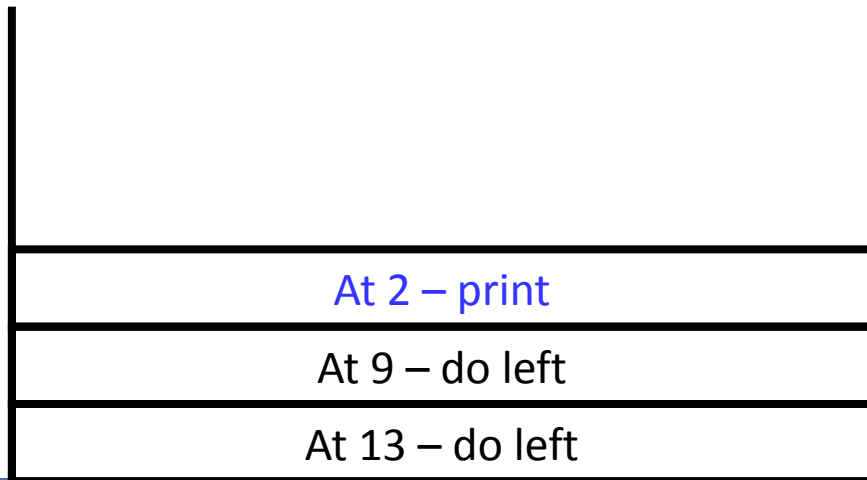 At 2 – print
At 9 – do left
At 13 – do left